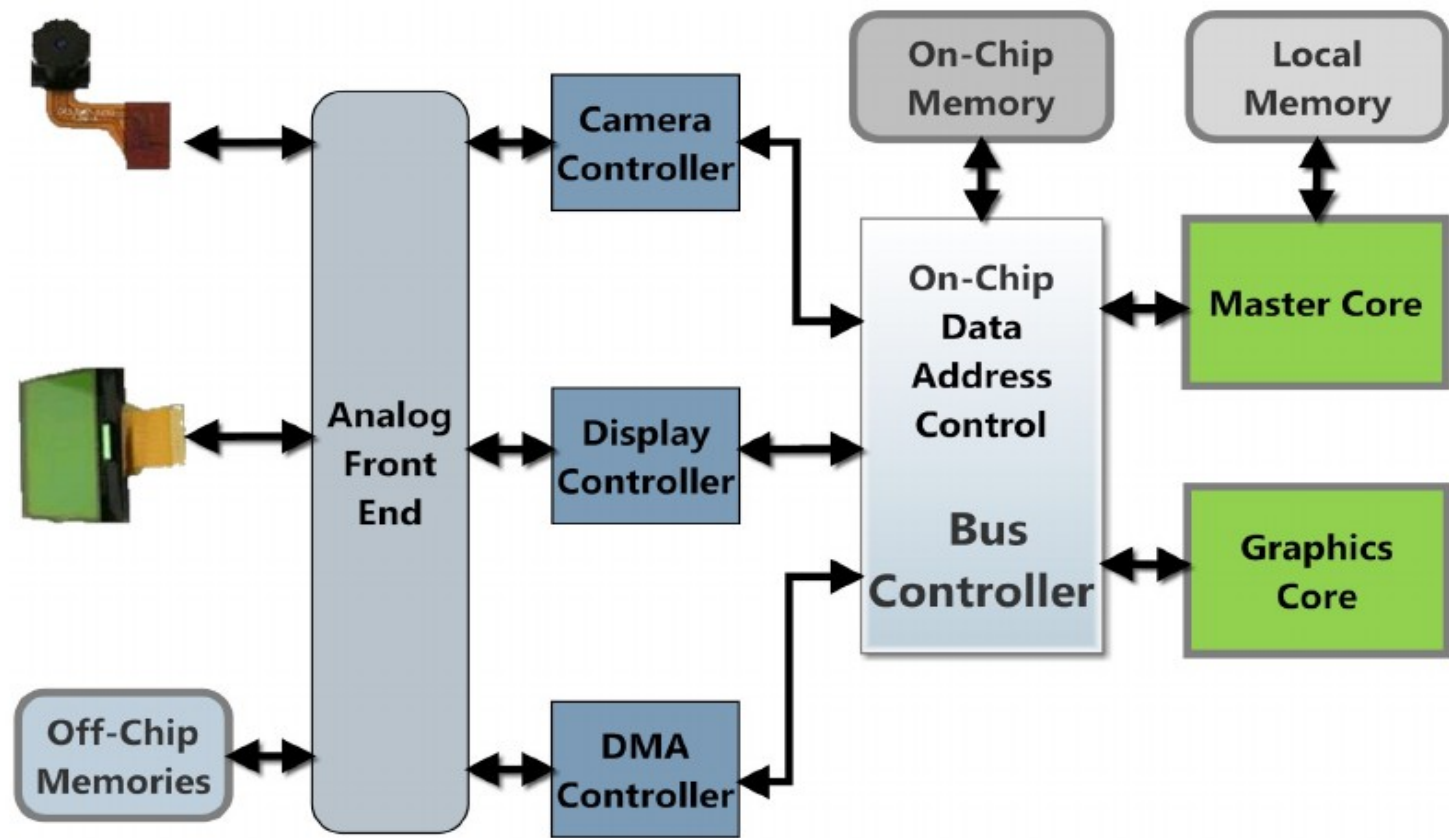 On-Chip
Memory
Local
Memory
Camera
Controller
On-Chip
Data
Address
Control
Bus
Controller
Master Core
Analog
Front
End
Display
Controller
Graphics
Core
Off-Chip
Memories
DMA
Controller